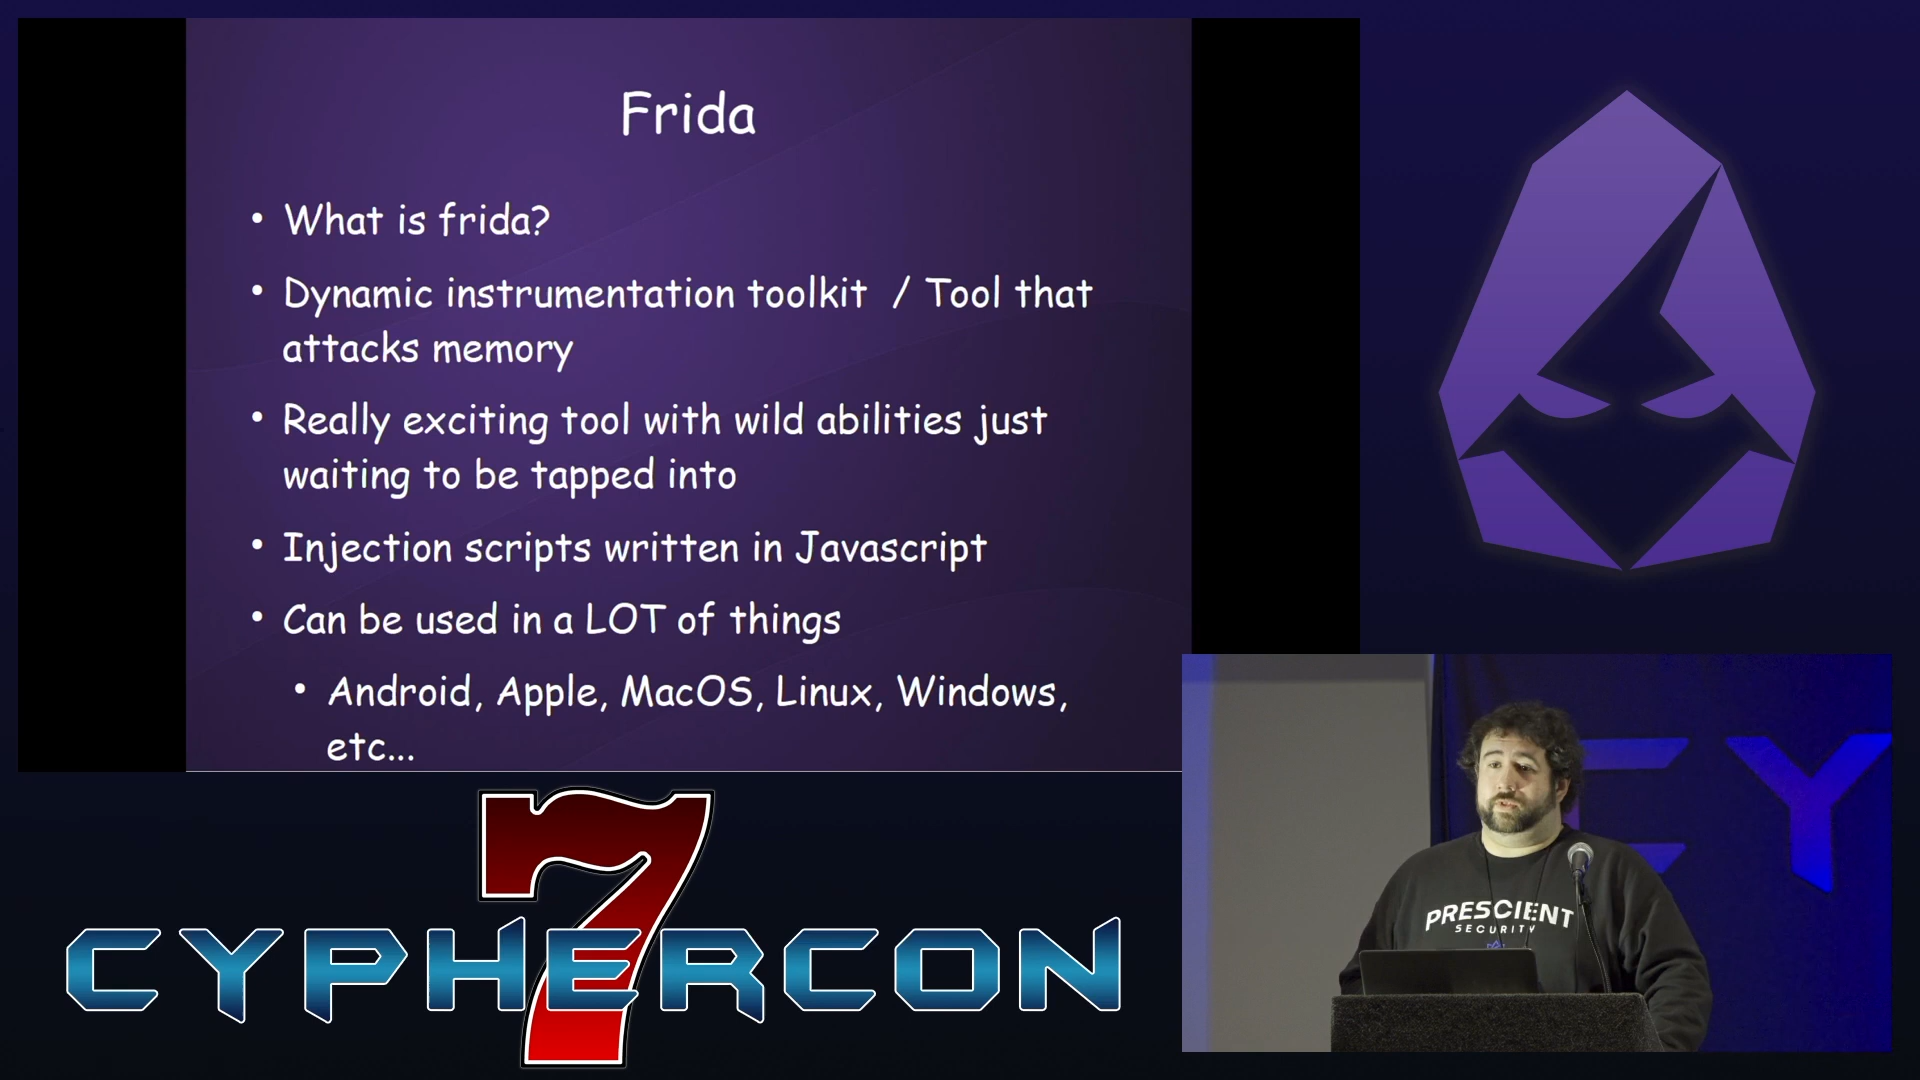 Frida
• What is frida?
• Dynamic instrumentation toolkit / Tool that
attacks memory
• Really exciting tool with wild abilities just
waiting to be tapped into
• Injection scripts written in Javascript
• Can be used in a LOT of things
• Android, Apple, MacOS, Linux, Windows,
etc...
7
CYPHERCON
EY
PRESCIENT
SECURITY